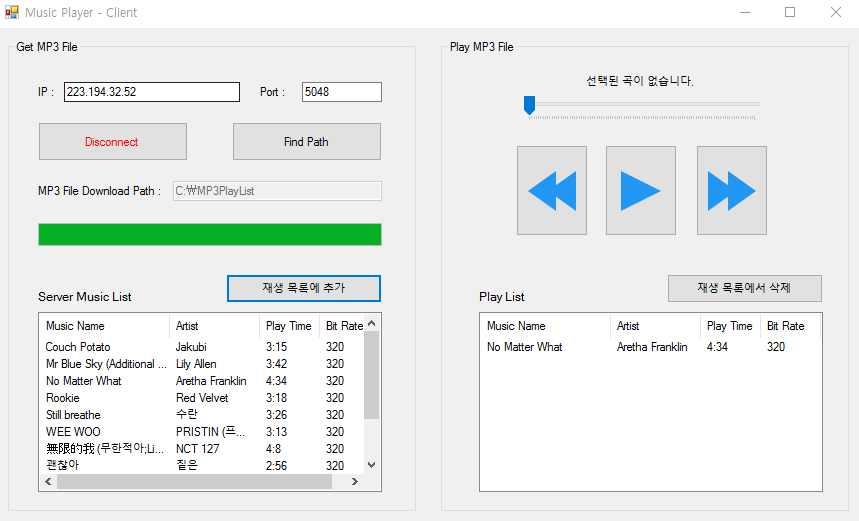 Music Player - Client
Get MP3 File
IP :
223.194.32.52
Port :
5048
Disconnect
Find Path
MP3 File Download Path :
C:₩MP3PlayList
재생 목록에 추가
Server Music List
Music Name Artist Play Time Bit Rate
Couch Potato Jakubi 3:15 320
Mr Blue Sky (Additional ... Lily Allen 3:42 320
No Matter What Aretha Franklin 4:34 320
Rookie Red Velvet 3:18 320
Still breathe 수란 3:26 320
WEE WOO PRISTIN (프... 3:13 320
無限的我 (무한적아;Li... NCT 127 4:8 320
괜찮아 짙은 2:56 320
Play MP3 File
선택된 곡이 없습니다.
재생 목록에서 삭제
Play List
Music Name Artist Play Time Bit Rate
No Matter What Aretha Franklin 4:34 320